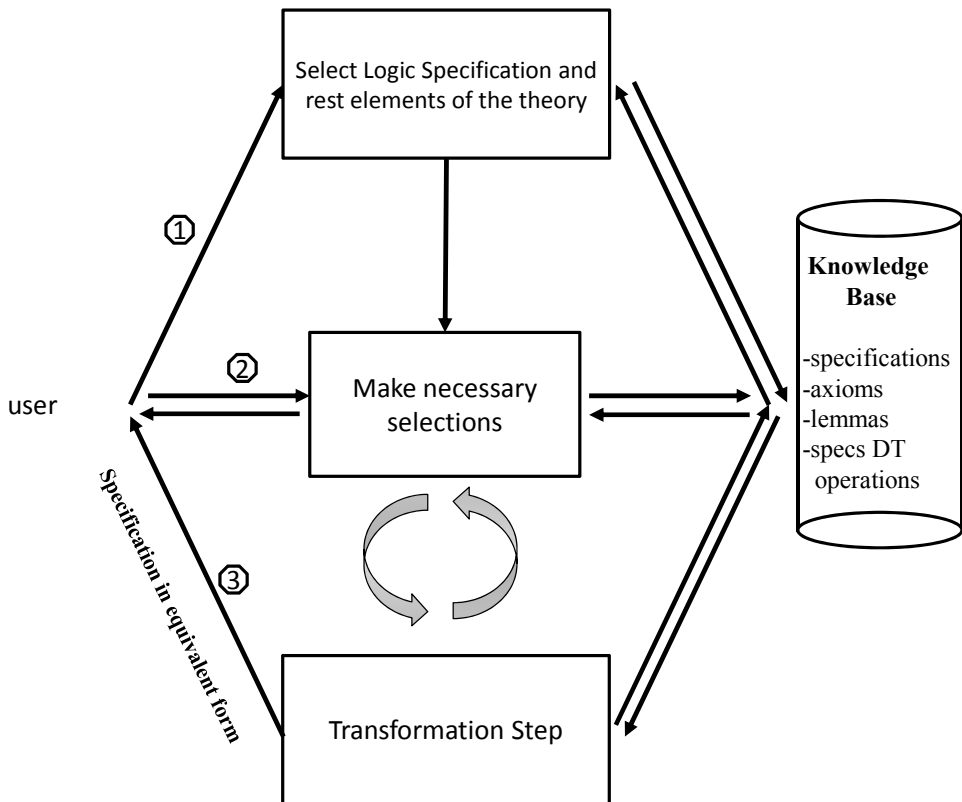 Select Logic Specification and
rest elements of the theory
1
Knowledge
Base
-specifications
-axioms
-lemmas
-specs DT
operations
2
Make necessary
selections
user
Specification in equivalent form
3
Transformation Step